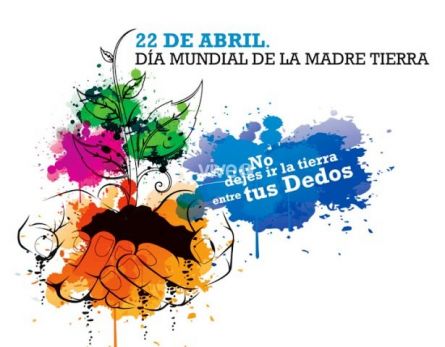 22 DE ABRIL.
DÍA MUNDIAL DE LA MADRE TIERRA
No
dejes ir la tierra
entre tus Dedos